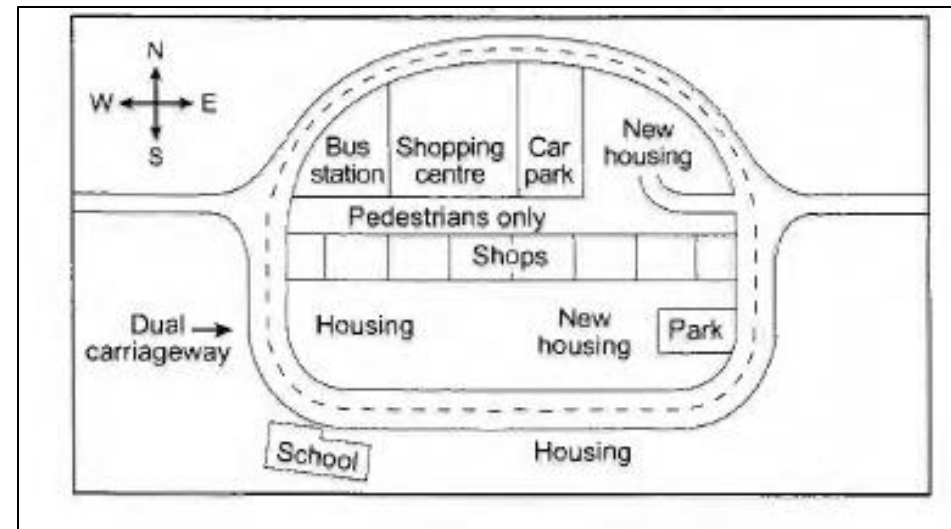 N
W E
S
Bus
station
Shopping
centre
Car
park
New
housing
Pedestrians only
Shops
Dual
carriageway
Housing
New
housing
Park
School
Housing